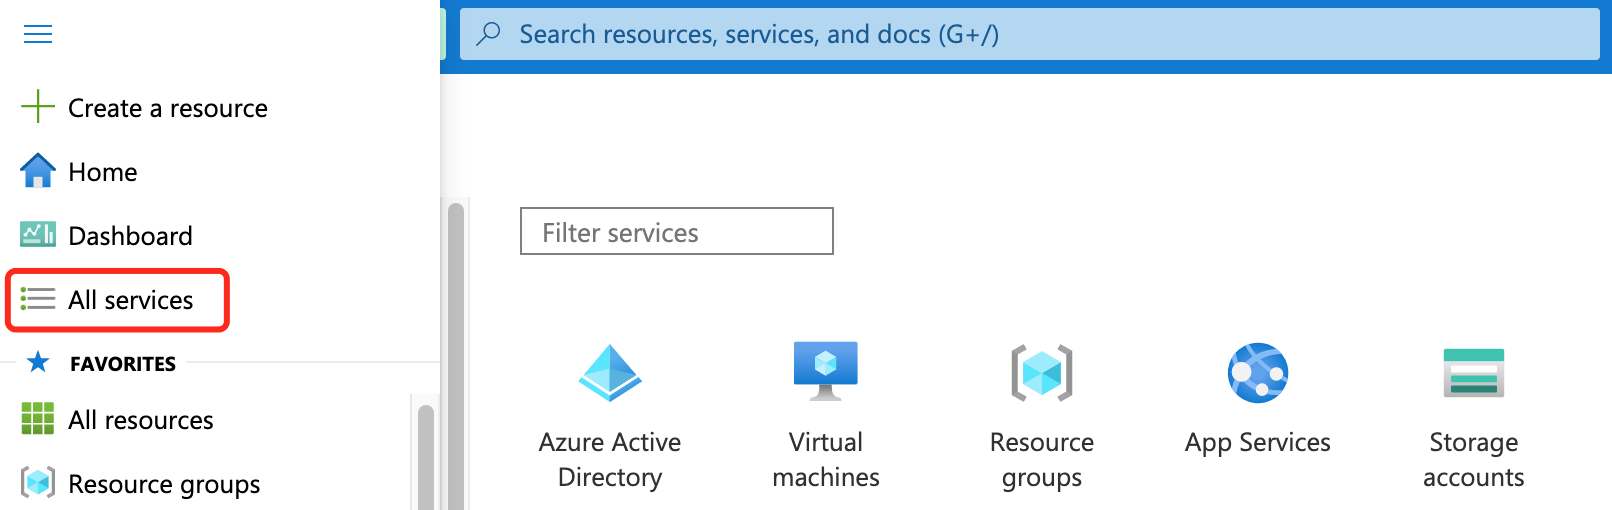 Search resources, services, and docs (G+/)
Create a resource
Home
Dashboard
All services
FAVORITES
All resources
Resource groups
Filter services
Azure Active
Directory
Virtual
machines
Resource
groups
App Services
Storage
accounts